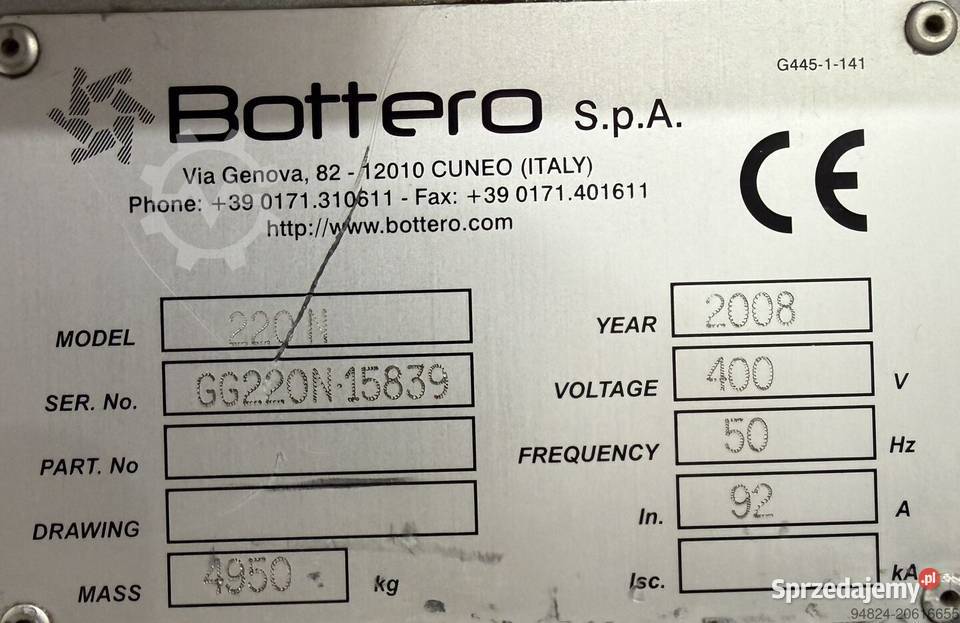 G445-1-141
Bottero S.p.A.
CE
Via Genova, 82 - 12010 CUNEO (ITALY)
Phone: +39 0171.310611 - Fax: +39 0171.401611
http://www.bottero.com
MODEL 220 N
SER. No. GG220N-15839
PART. No
DRAWING
MASS 4950 kg
YEAR 2008
VOLTAGE 400 V
FREQUENCY 50 Hz
In. 92 A
Isc. kA
Sprzedajemy.pl
94824-20616655